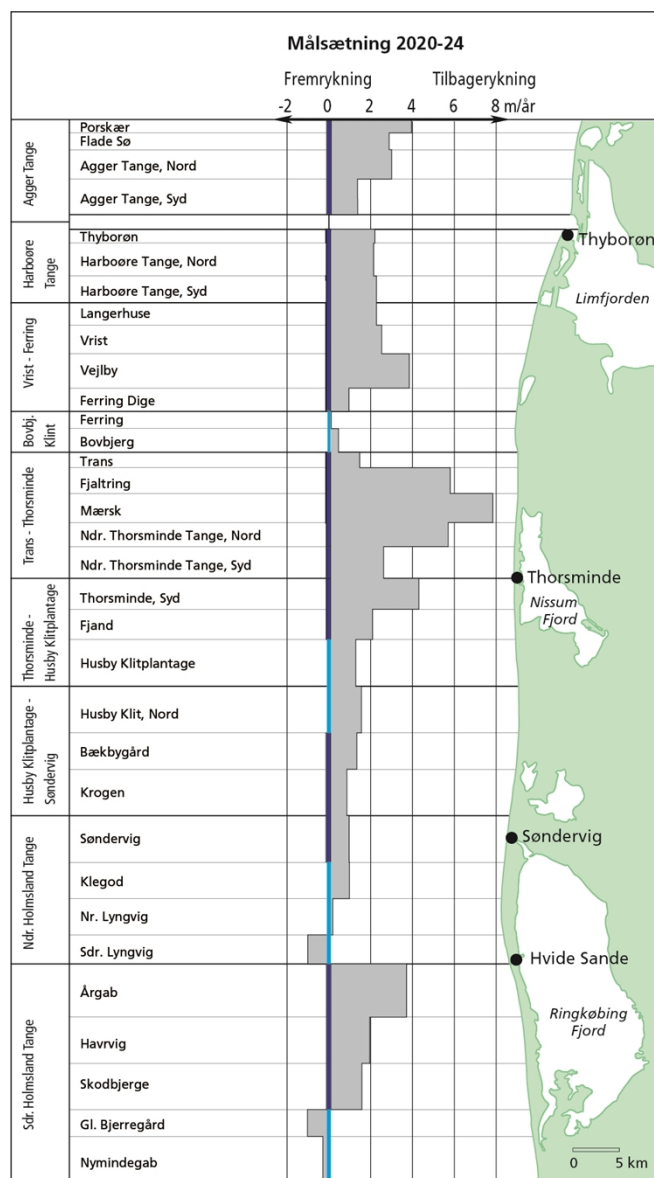 Målsætning 2020-24
Fremrykning Tilbagerykning
-2 0 2 4 6 8 m/år
Agger Tange
Porskær
Flade Sø
Agger Tange, Nord
Agger Tange, Syd
Harboøre
Tange
Thyborøn
Harboøre Tange, Nord
Harboøre Tange, Syd
Vrist - Ferring
Langerhuse
Vrist
Vejlby
Ferring Dige
Bovbj.
Klint
Ferring
Bovbjerg
Trans - Thorsminde
Trans
Fjaltring
Mærsk
Ndr. Thorsminde Tange, Nord
Ndr. Thorsminde Tange, Syd
Thorsminde -
Husby Klitplantage
Thorsminde, Syd
Fjand
Husby Klitplantage
Husby Klitplantage -
Søndervig
Husby Klit, Nord
Bækbygård
Krogen
Ndr. Holmsland Tange
Søndervig
Klegod
Nr. Lyngvig
Sdr. Lyngvig
Sdr. Holmsland Tange
Årgab
Havrvig
Skodbjerge
Gl. Bjerregård
Nymindegab
Thyborøn
Limfjorden
Thorsminde
Nissum
Fjord
Søndervig
Hvide Sande
Ringkøbing
Fjord
0 5 km